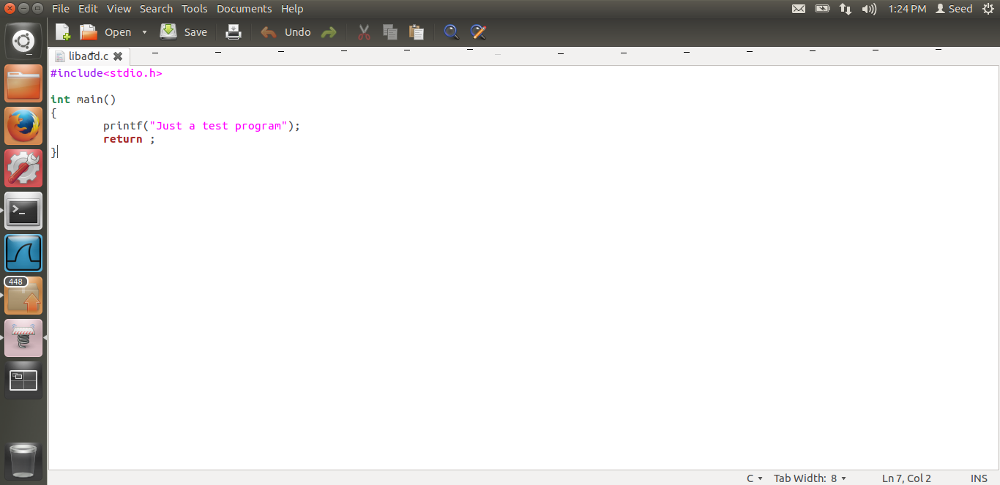 File Edit View Search Tools Documents Help 1:24 PM Seed
Open Save Undo
libadd.c
#include<stdio.h>
int main()
{
printf("Just a test program");
return ;
}
448
C Tab Width: 8 Ln 7, Col 2 INS